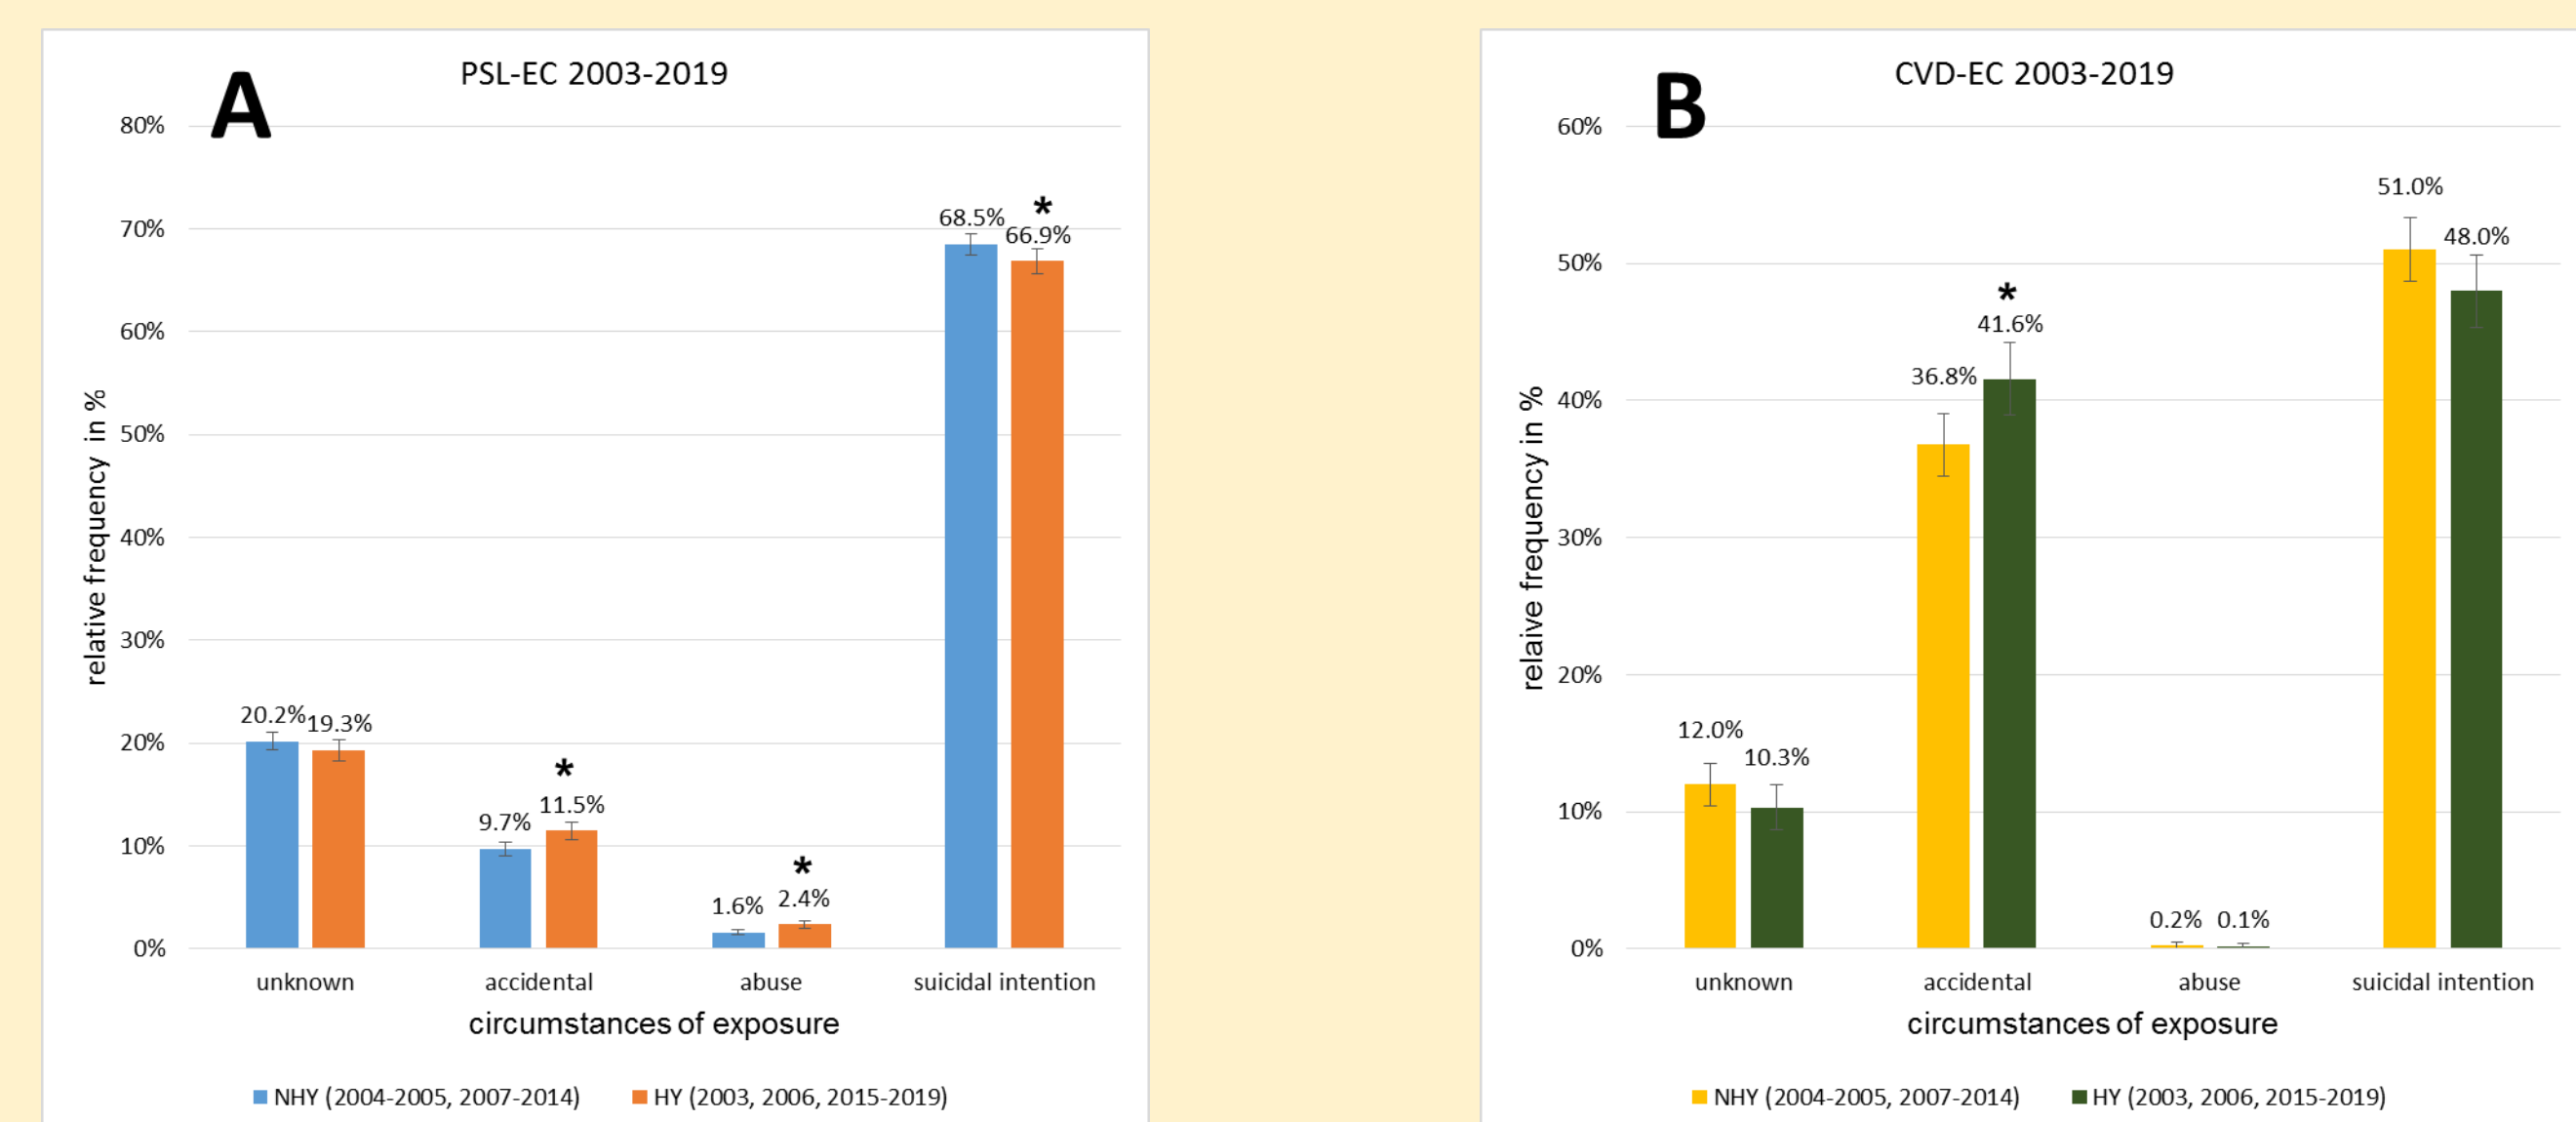 A
PSL-EC 2003-2019
80%
70%
60%
50%
40%
30%
20%
10%
0%
relative frequency in %
68.5%
*
66.9%
20.2%
19.3%
*
9.7%
11.5%
*
1.6%
2.4%
unknown
accidental
abuse
suicidal intention
circumstances of exposure
NHY (2004-2005, 2007-2014)
HY (2003, 2006, 2015-2019)
B
CVD-EC 2003-2019
60%
50%
40%
30%
20%
10%
0%
relaive frequency in %
51.0%
48.0%
*
41.6%
36.8%
12.0%
10.3%
0.2%
0.1%
unknown
accidental
abuse
suicidal intention
circumstances of exposure
NHY (2004-2005, 2007-2014)
HY (2003, 2006, 2015-2019)